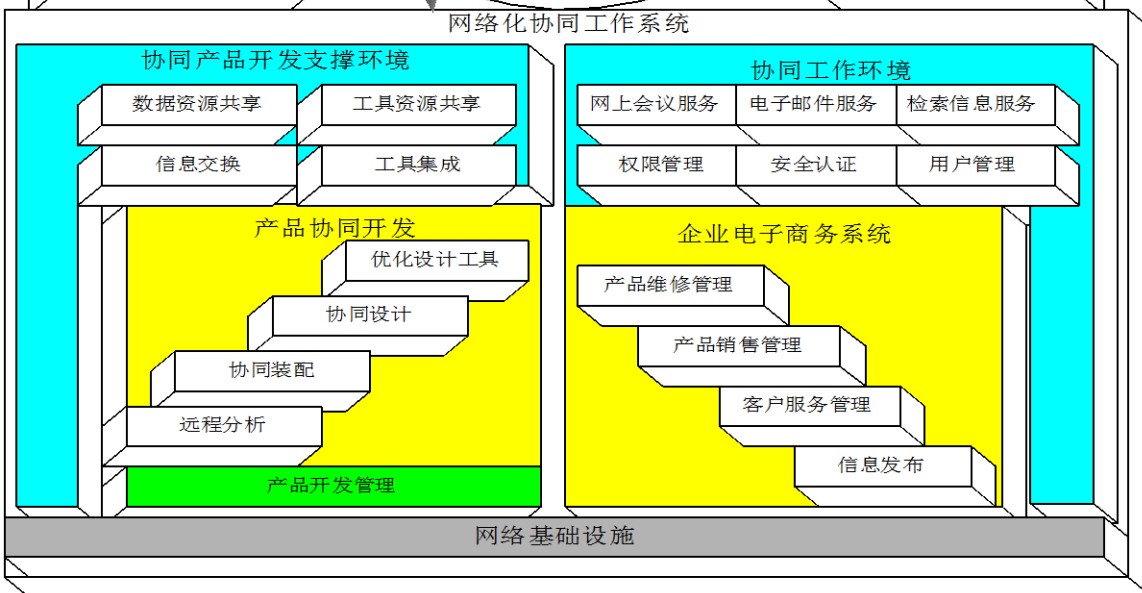 网络化协同工作系统
协同产品开发支撑环境
数据资源共享
工具资源共享
信息交换
工具集成
产品协同开发
优化设计工具
协同设计
协同装配
远程分析
产品开发管理
协同工作环境
网上会议服务
电子邮件服务
检索信息服务
权限管理
安全认证
用户管理
企业电子商务系统
产品维修管理
产品销售管理
客户服务管理
信息发布
网络基础设施